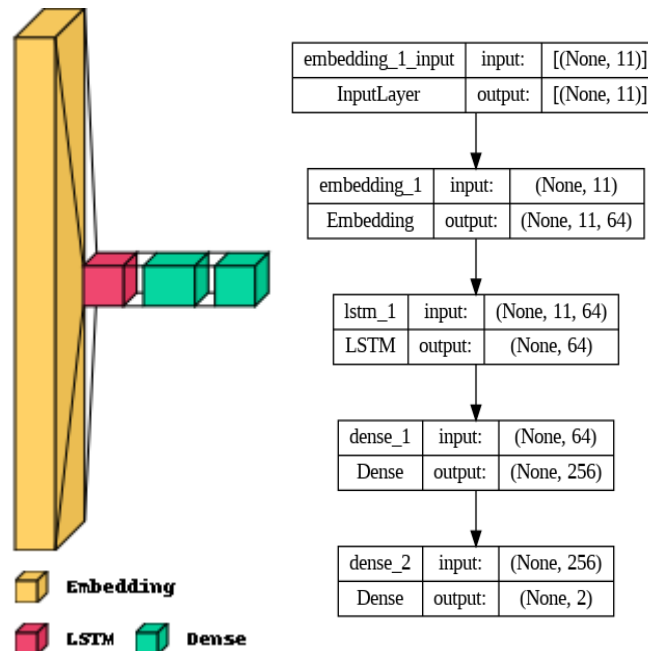 embedding_1_input input: [(None, 11)]
InputLayer output: [(None, 11)]
embedding_1 input: (None, 11)
Embedding output: (None, 11, 64)
lstm_1 input: (None, 11, 64)
LSTM output: (None, 64)
dense_1 input: (None, 64)
Dense output: (None, 256)
dense_2 input: (None, 256)
Dense output: (None, 2)
Embedding
LSTM Dense